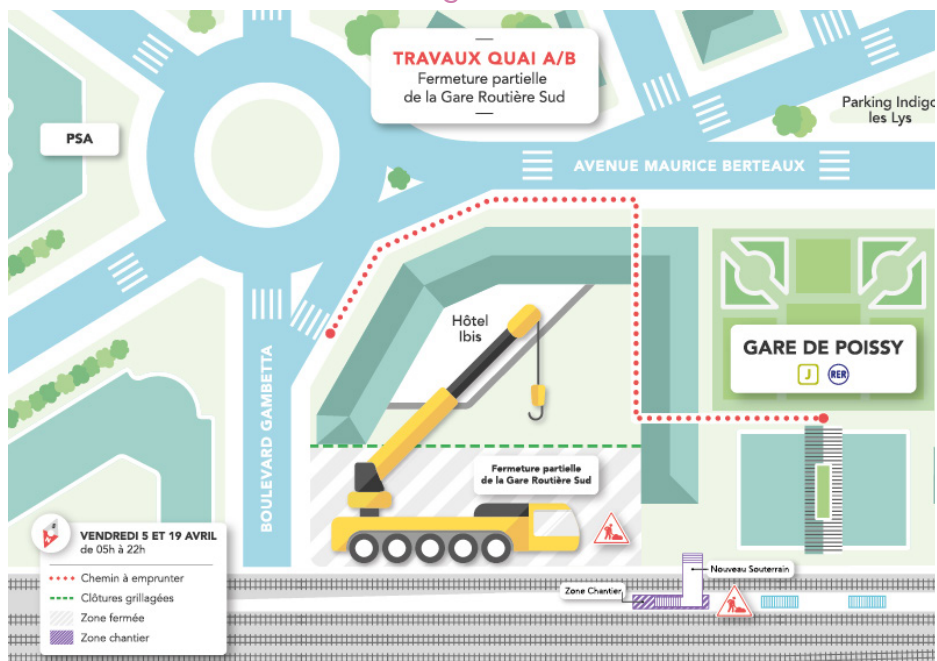 TRAVAUX QUAI A/B
Fermeture partielle
de la Gare Routière Sud
PSA
Parking Indigo
les Lys
AVENUE MAURICE BERTEAUX
Hôtel
Ibis
GARE DE POISSY
J RER
BOULEVARD GAMBETTA
Fermeture partielle
de la Gare Routière Sud
VENDREDI 5 ET 19 AVRIL
de 05h à 22h
Chemin à emprunter
Clôtures grillagées
Zone fermée
Zone chantier
Nouveau Souterrain
Zone Chantier